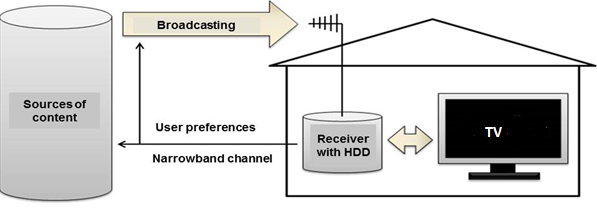 Broadcasting
Sources of
content
User preferences
Narrowband channel
Receiver
with HDD
TV